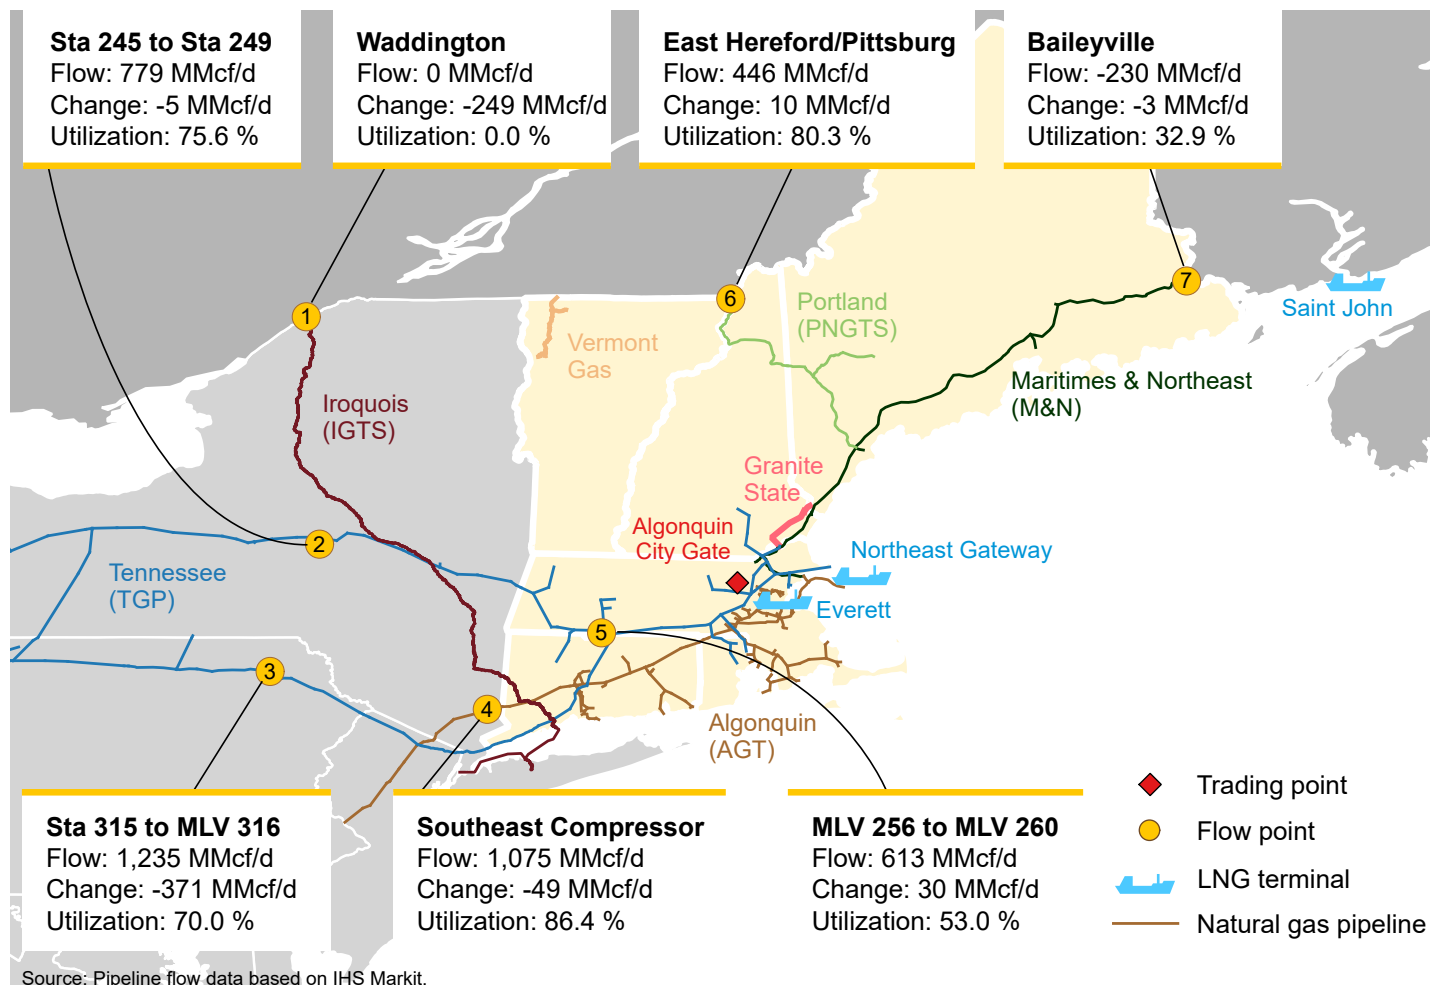 Sta 245 to Sta 249
Flow: 779 MMcf/d
Change: -5 MMcf/d
Utilization: 75.6 %
Waddington
Flow: 0 MMcf/d
Change: -249 MMcf/d
Utilization: 0.0 %
East Hereford/Pittsburg
Flow: 446 MMcf/d
Change: 10 MMcf/d
Utilization: 80.3 %
Baileyville
Flow: -230 MMcf/d
Change: -3 MMcf/d
Utilization: 32.9 %
1
6
7
Portland
(PNGTS)
Saint John
Vermont
Gas
Maritimes & Northeast
(M&N)
Iroquois
(IGTS)
Granite
State
Algonquin
City Gate
2
Northeast Gateway
Tennessee
(TGP)
Everett
5
3
4
Algonquin
(AGT)
Sta 315 to MLV 316
Flow: 1,235 MMcf/d
Change: -371 MMcf/d
Utilization: 70.0 %
Southeast Compressor
Flow: 1,075 MMcf/d
Change: -49 MMcf/d
Utilization: 86.4 %
MLV 256 to MLV 260
Flow: 613 MMcf/d
Change: 30 MMcf/d
Utilization: 53.0 %
Trading point
Flow point
LNG terminal
Natural gas pipeline
Source: Pipeline flow data based on IHS Markit.